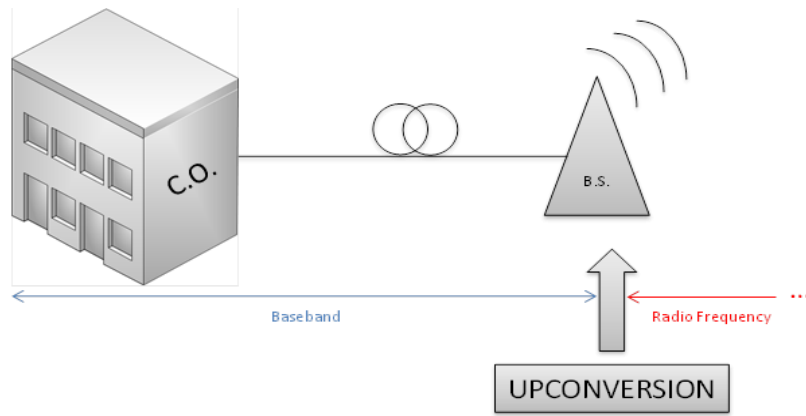 C.O.
B.S.
Baseband
Radio Frequency
...
UPCONVERSION